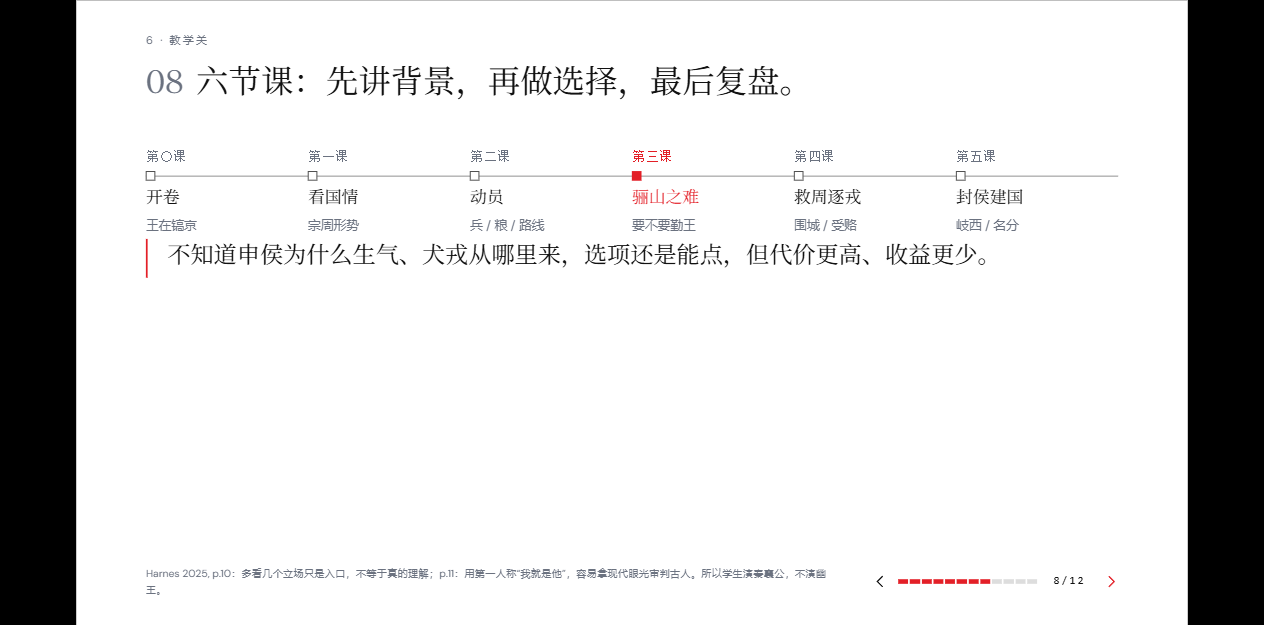 6 · 教学关
08 六节课：先讲背景，再做选择，最后复盘。
第〇课 第一课 第二课 第三课 第四课 第五课
开卷 看国情 动员 骊山之难 救周逐戎 封侯建国
王在镐京 宗周形势 兵 / 粮 / 路线 要不要勤王 围城 / 受赂 岐西 / 名分
不知道申侯为什么生气、犬戎从哪里来，选项还是能点，但代价更高、收益更少。
Harnes 2025, p.10：多看几个立场只是入口，不等于真的理解；p.11：用第一人称“我就是他”，容易拿现代眼光审判古人。所以学生演秦襄公，不演幽
王。
8/12